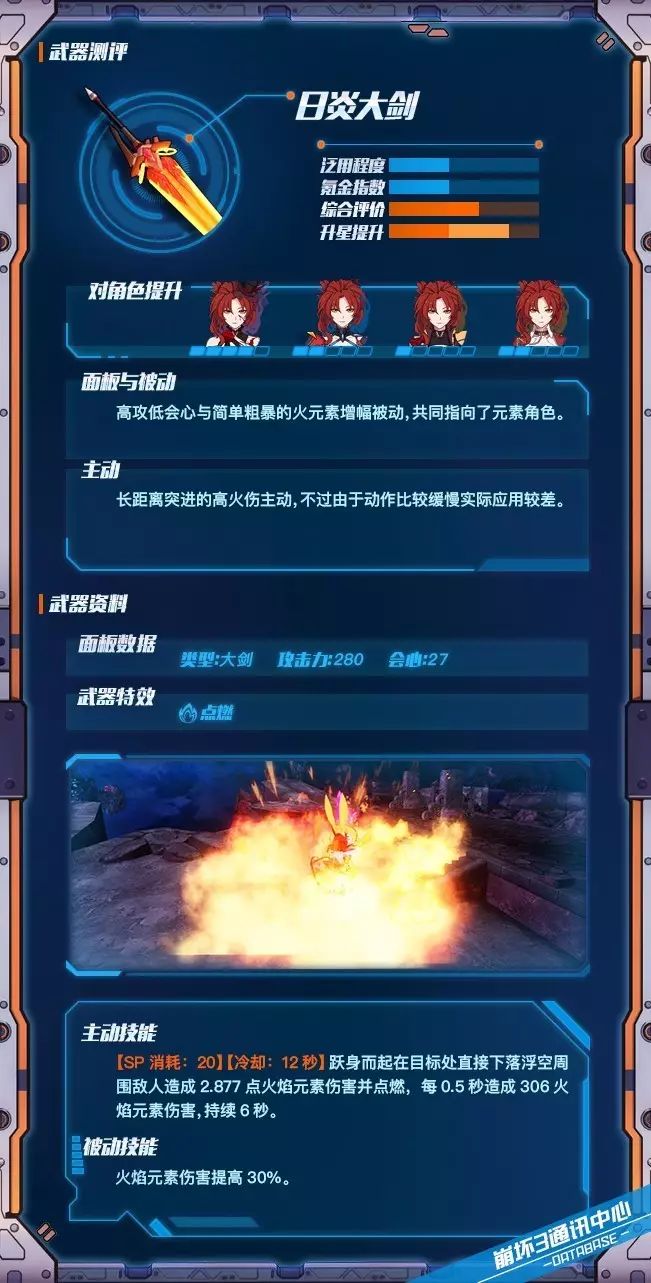 武器测评
日炎大剑
泛用程度
氪金指数
综合评价
升星提升
对角色提升
面板与被动
高攻低会心与简单粗暴的火元素增幅被动,共同指向了元素角色。
主动
长距离突进的高火伤主动,不过由于动作比较缓慢实际应用较差。
武器资料
面板数据
类型:大剑 攻击力:280 会心:27
武器特效
点燃
主动技能
【SP 消耗：20】【冷却：12 秒】跃身而起在目标处直接下落浮空周
围敌人造成 2.877 点火焰元素伤害并点燃，每 0.5 秒造成 306 火
焰元素伤害,持续 6 秒。
被动技能
火焰元素伤害提高 30%。
崩坏3通讯中心
-DATABASE-